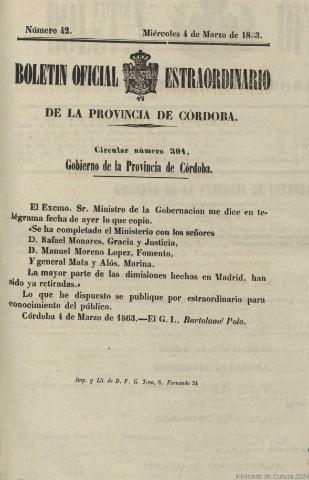 Número 42. Miércoles 4 de Marzo de 1863.
BOLETIN OFICIAL ESTRAORDINARIO
DE LA PROVINCIA DE CÓRDOBA.
Circular número 394.
Gobierno de la Provincia de Córdoba.
El Excmo. Sr. Ministro de la Gobernacion me dice en te-
légrama fecha de ayer lo que copio.
«Se ha completado el Ministerio con los señores
D. Rafael Monares, Gracia y Justicia,
D. Manuel Moreno Lopez, Fomento,
Y general Mata y Alós, Marina.
La mayor parte de las dimisiones hechas en Madrid, han
sido ya retiradas.»
Lo que he dispuesto se publique por estraordinario para
conocimiento del público.
Córdoba 4 de Marzo de 1863.—El G. I., Bartolomé Polo.
Imp. y Lit. de D. F. G. Tena, S. Fernando 34
Ministerio de Cultura 2024